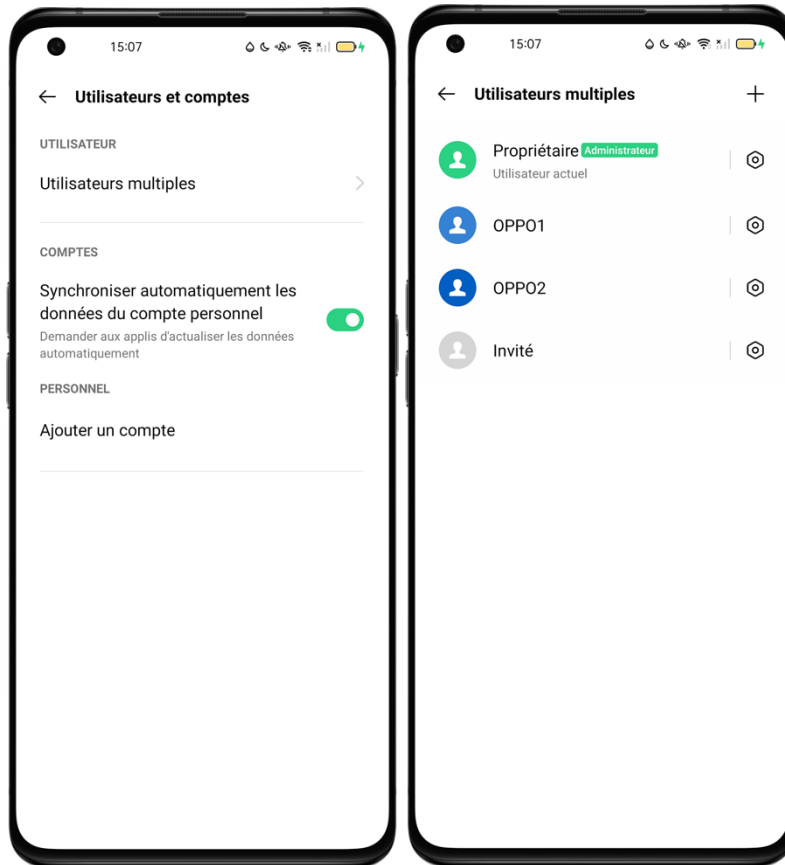 15:07
Utilisateurs et comptes
UTILISATEUR
Utilisateurs multiples
COMPTES
Synchroniser automatiquement les
données du compte personnel
Demander aux applis d'actualiser les données
automatiquement
PERSONNEL
Ajouter un compte
15:07
Utilisateurs multiples
Propriétaire Administrateur
Utilisateur actuel
OPPO1
OPPO2
Invité